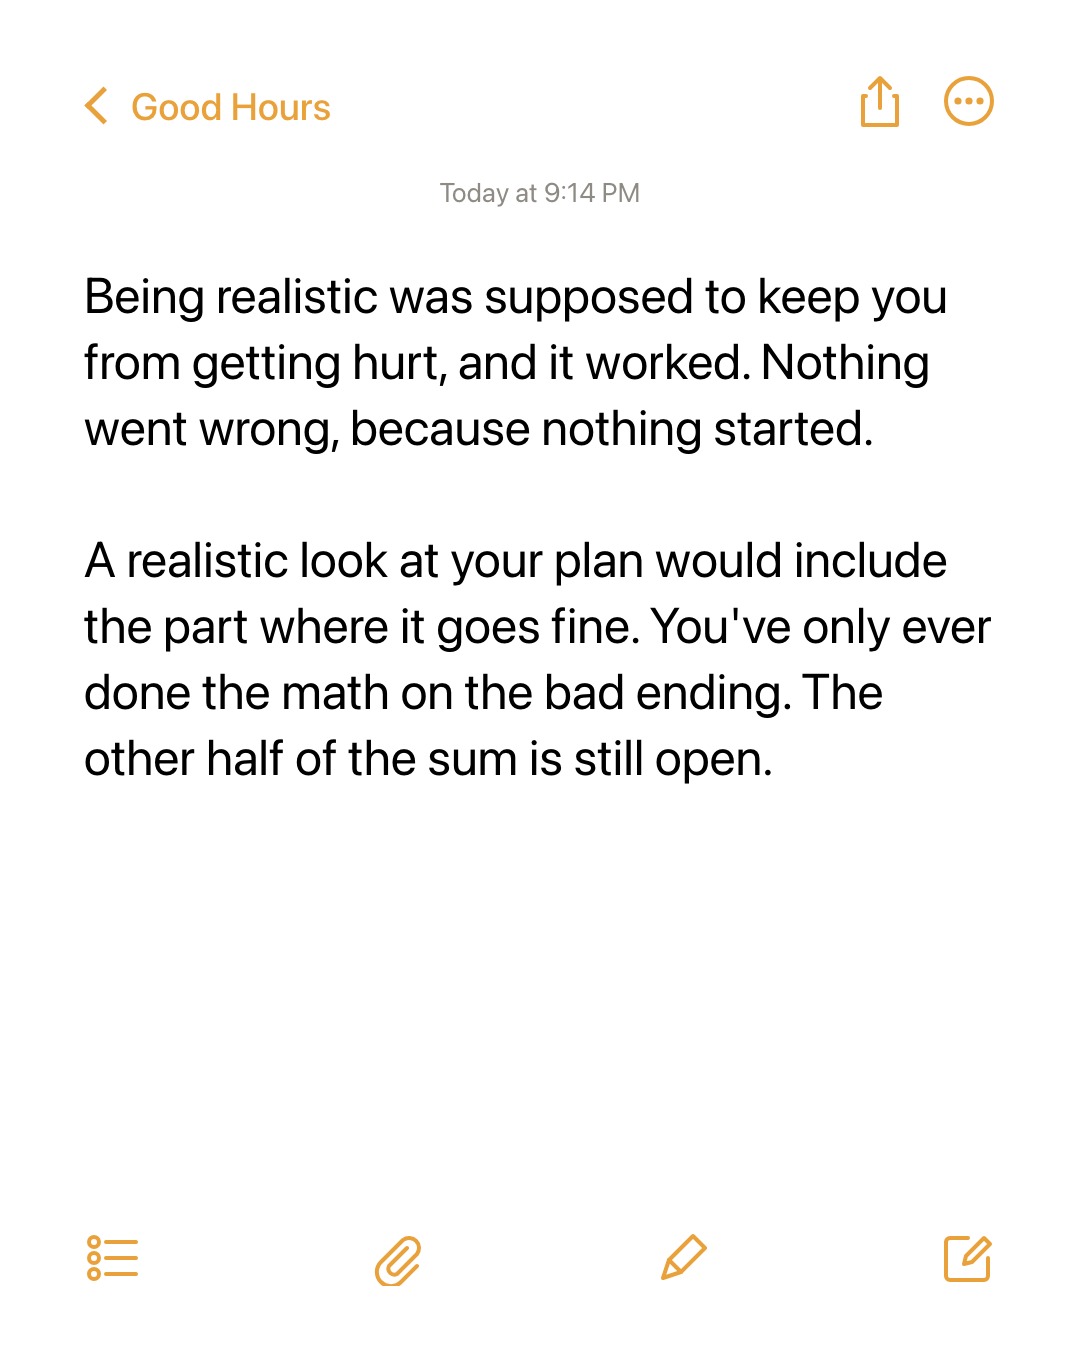 Good Hours
Today at 9:14 PM
Being realistic was supposed to keep you
from getting hurt, and it worked. Nothing
went wrong, because nothing started.
A realistic look at your plan would include
the part where it goes fine. You've only ever
done the math on the bad ending. The
other half of the sum is still open.